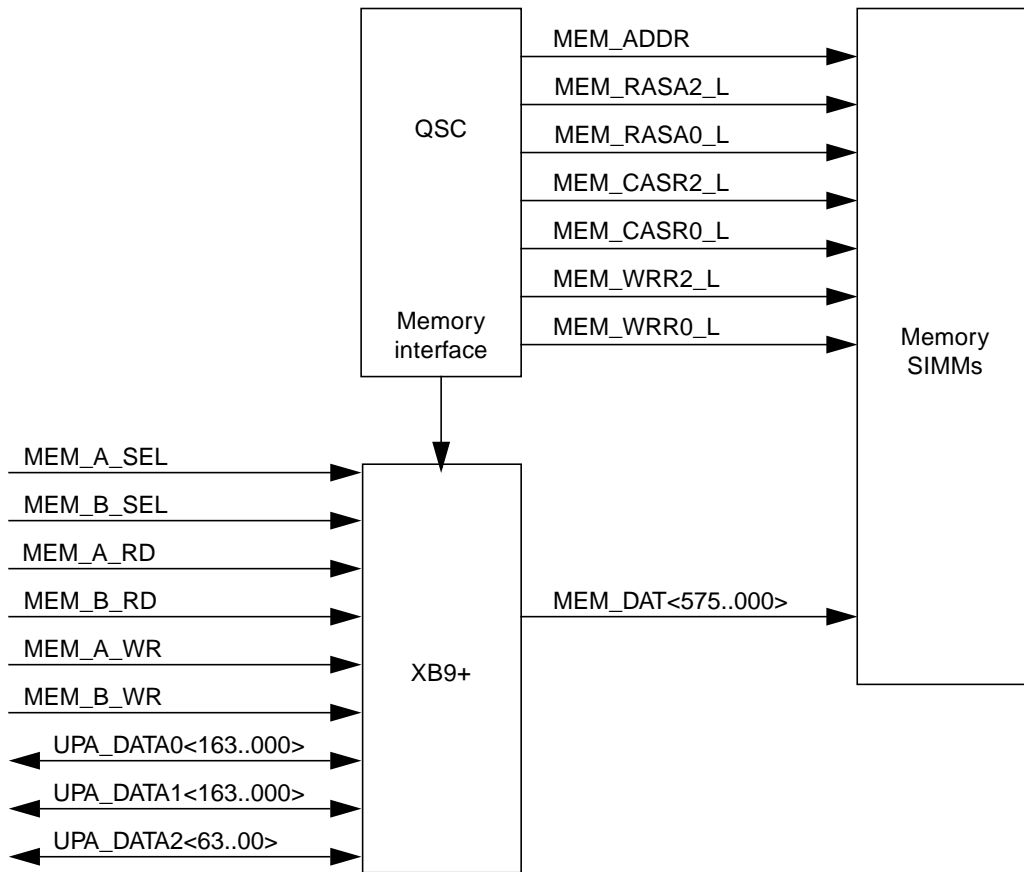 MEM_ADDR
MEM_RASA2_L
QSC
MEM_RASA0_L
MEM_CASR2_L
MEM_CASR0_L
MEM_WRR2_L
Memory
interface
MEM_WRR0_L
Memory
SIMMs
MEM_A_SEL
MEM_B_SEL
MEM_A_RD
MEM_B_RD
MEM_DAT<575..000>
MEM_A_WR
XB9+
MEM_B_WR
UPA_DATA0<163..000>
UPA_DATA1<163..000>
UPA_DATA2<63..00>